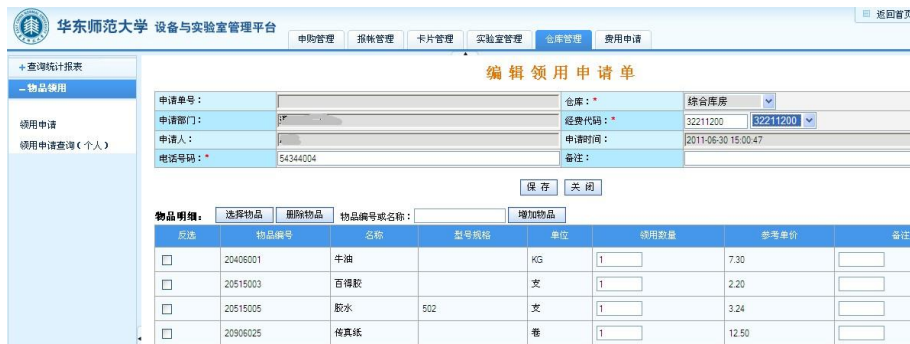 返回首页
华东师范大学 设备与实验室管理平台
申购管理 报帐管理 卡片管理 实验室管理 仓库管理 费用申请
+查询统计报表
-物品领用
领用申请
领用申请查询(个人)
编辑领用申请单
申请单号： 仓库：* 综合库房
申请部门： 经费代码：* 32211200 32211200
申请人： 申请时间： 2011-06-30 15:00:47
电话号码：* 54344004 备注：
保存 关闭
物品明细： 选择物品 删除物品 物品编号或名称： 增加物品
反选 物品编号 名称 型号规格 单位 领用数量 参考单价 备注
20406001 牛油 KG 1 7.30
20515003 百得胶 支 1 2.20
20515005 胶水 502 支 1 3.24
20906025 传真纸 卷 1 12.50